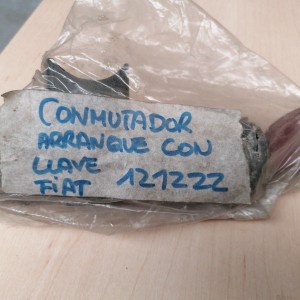 CONMUTADOR
ARRANQUE CON
LLAVE
FiAT 121222